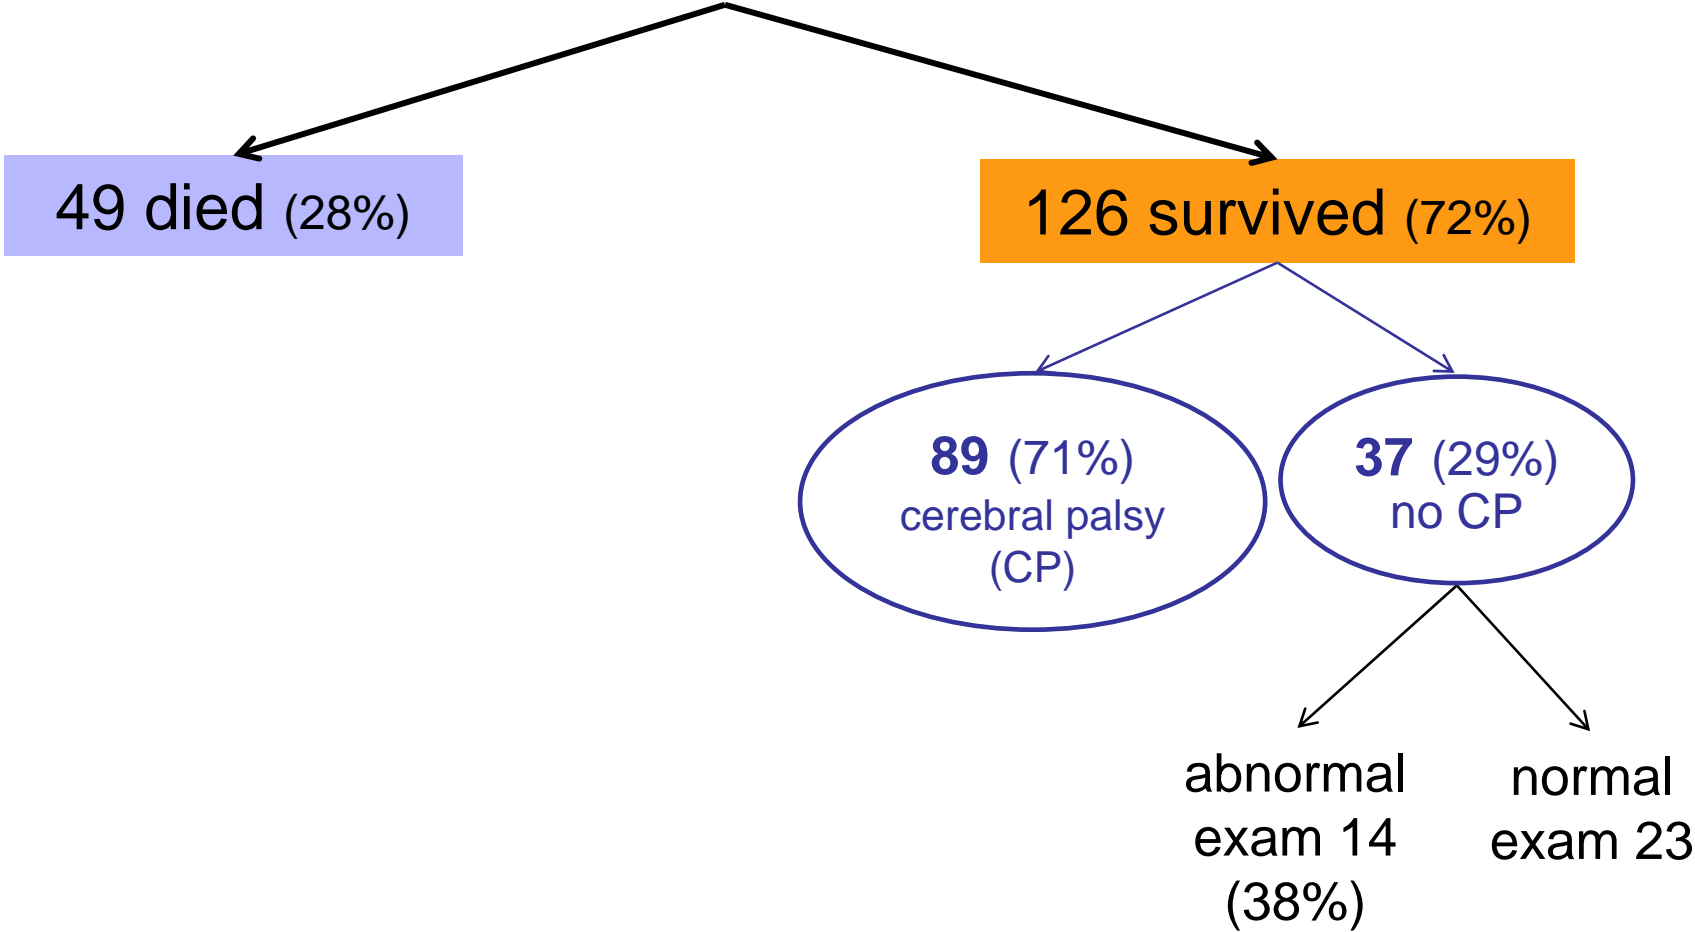 49 died (28%)
126 survived (72%)
89 (71%)
cerebral palsy
(CP)
37 (29%)
no CP
abnormal
exam 14
(38%)
normal
exam 23